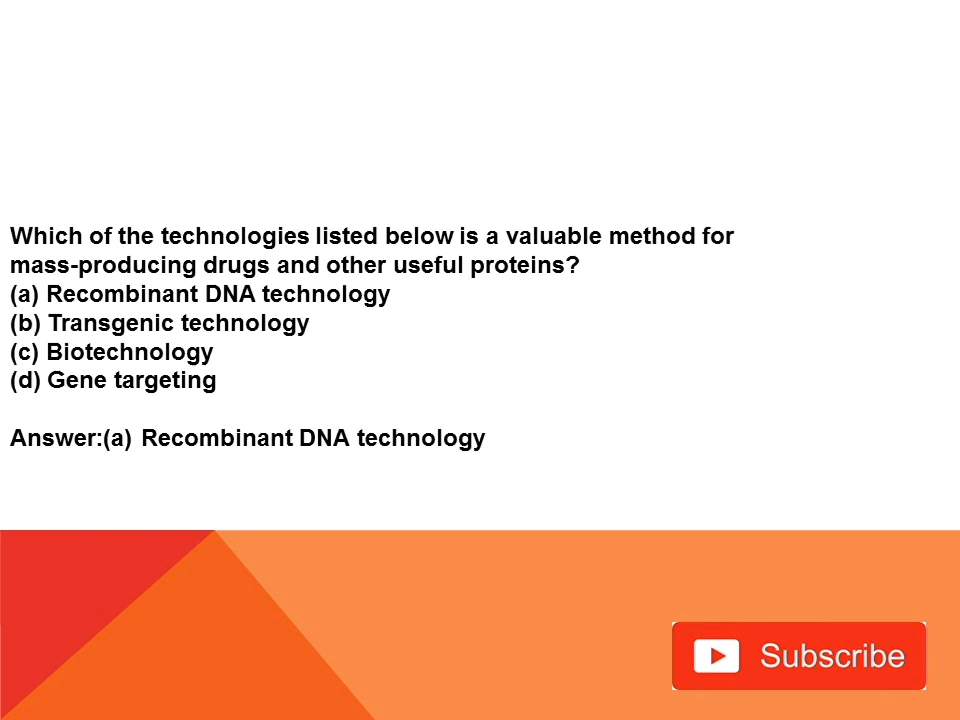 Which of the technologies listed below is a valuable method for
mass-producing drugs and other useful proteins?
(a) Recombinant DNA technology
(b) Transgenic technology
(c) Biotechnology
(d) Gene targeting
Answer:(a) Recombinant DNA technology
Subscribe